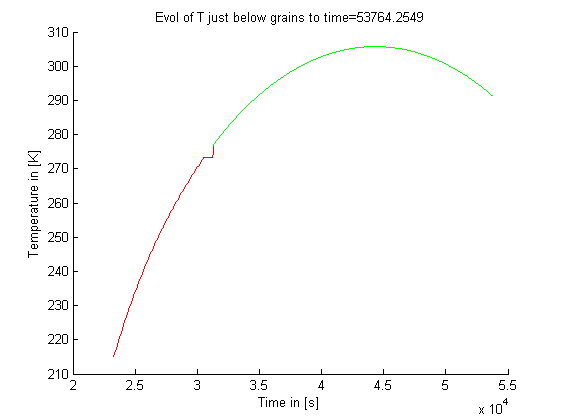 Evol of T just below grains to time=53764.2549
310
300
290
280
270
260
250
240
230
220
210
Temperature in [K]
2 2.5 3 3.5 4 4.5 5 5.5
Time in [s]
x 10^4